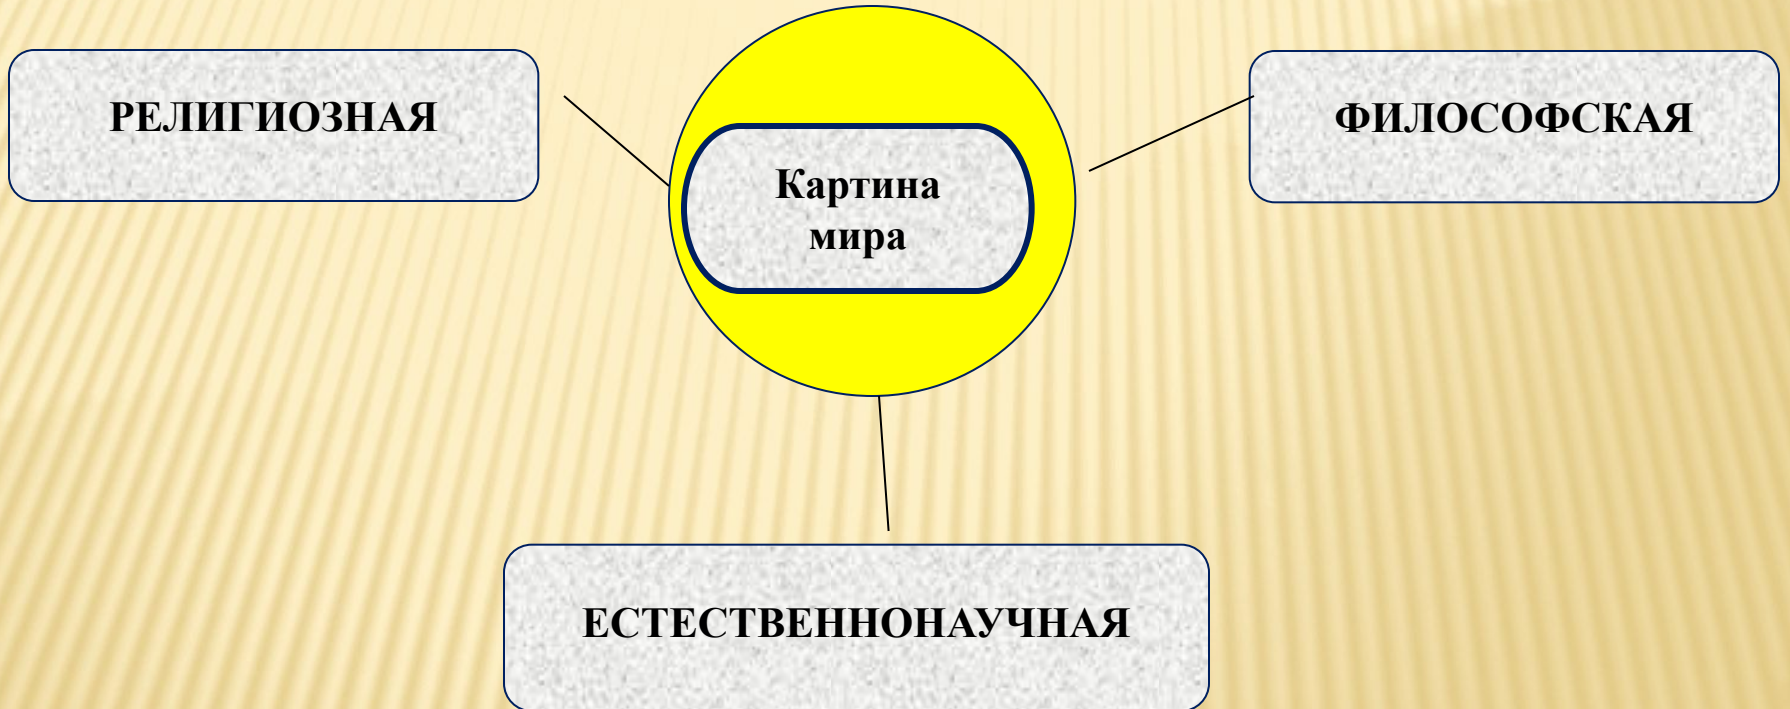 РЕЛИГИОЗНАЯ
ФИЛОСОФСКАЯ
Картина
мира
ЕСТЕСТВЕННОНАУЧНАЯ